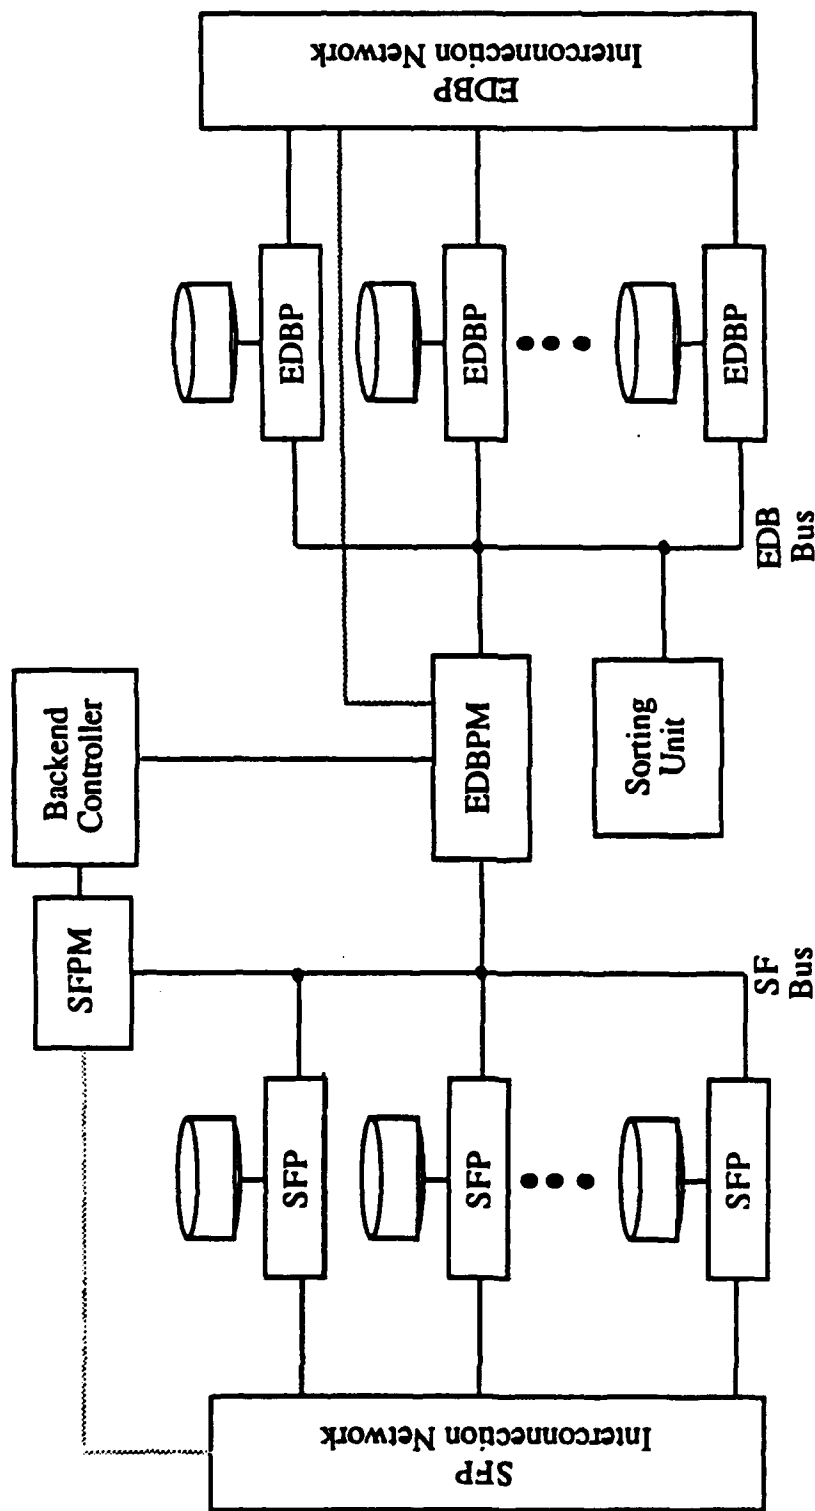 Backend
Controller
SFPM
SFP
SFP
SFP
SFP
Interconnection Network
SF
Bus
EDBPM
Sorting
Unit
EDB
Bus
EDBP
EDBP
EDBP
EDBP
Interconnection Network